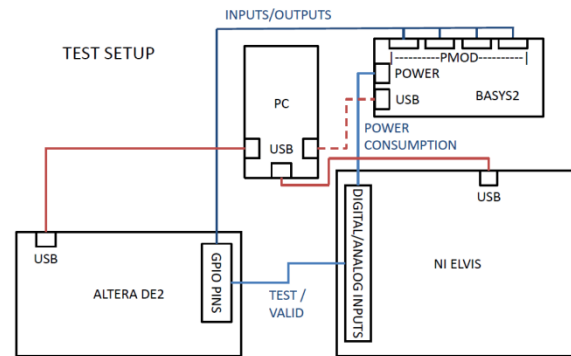 INPUTS/OUTPUTS
TEST SETUP
|---------PMOD-----------|
POWER
BASYS2
USB
PC
POWER
CONSUMPTION
USB
USB
DIGITAL/ANALOG INPUTS
NI ELVIS
USB
GPIO PINS
ALTERA DE2
TEST /
VALID